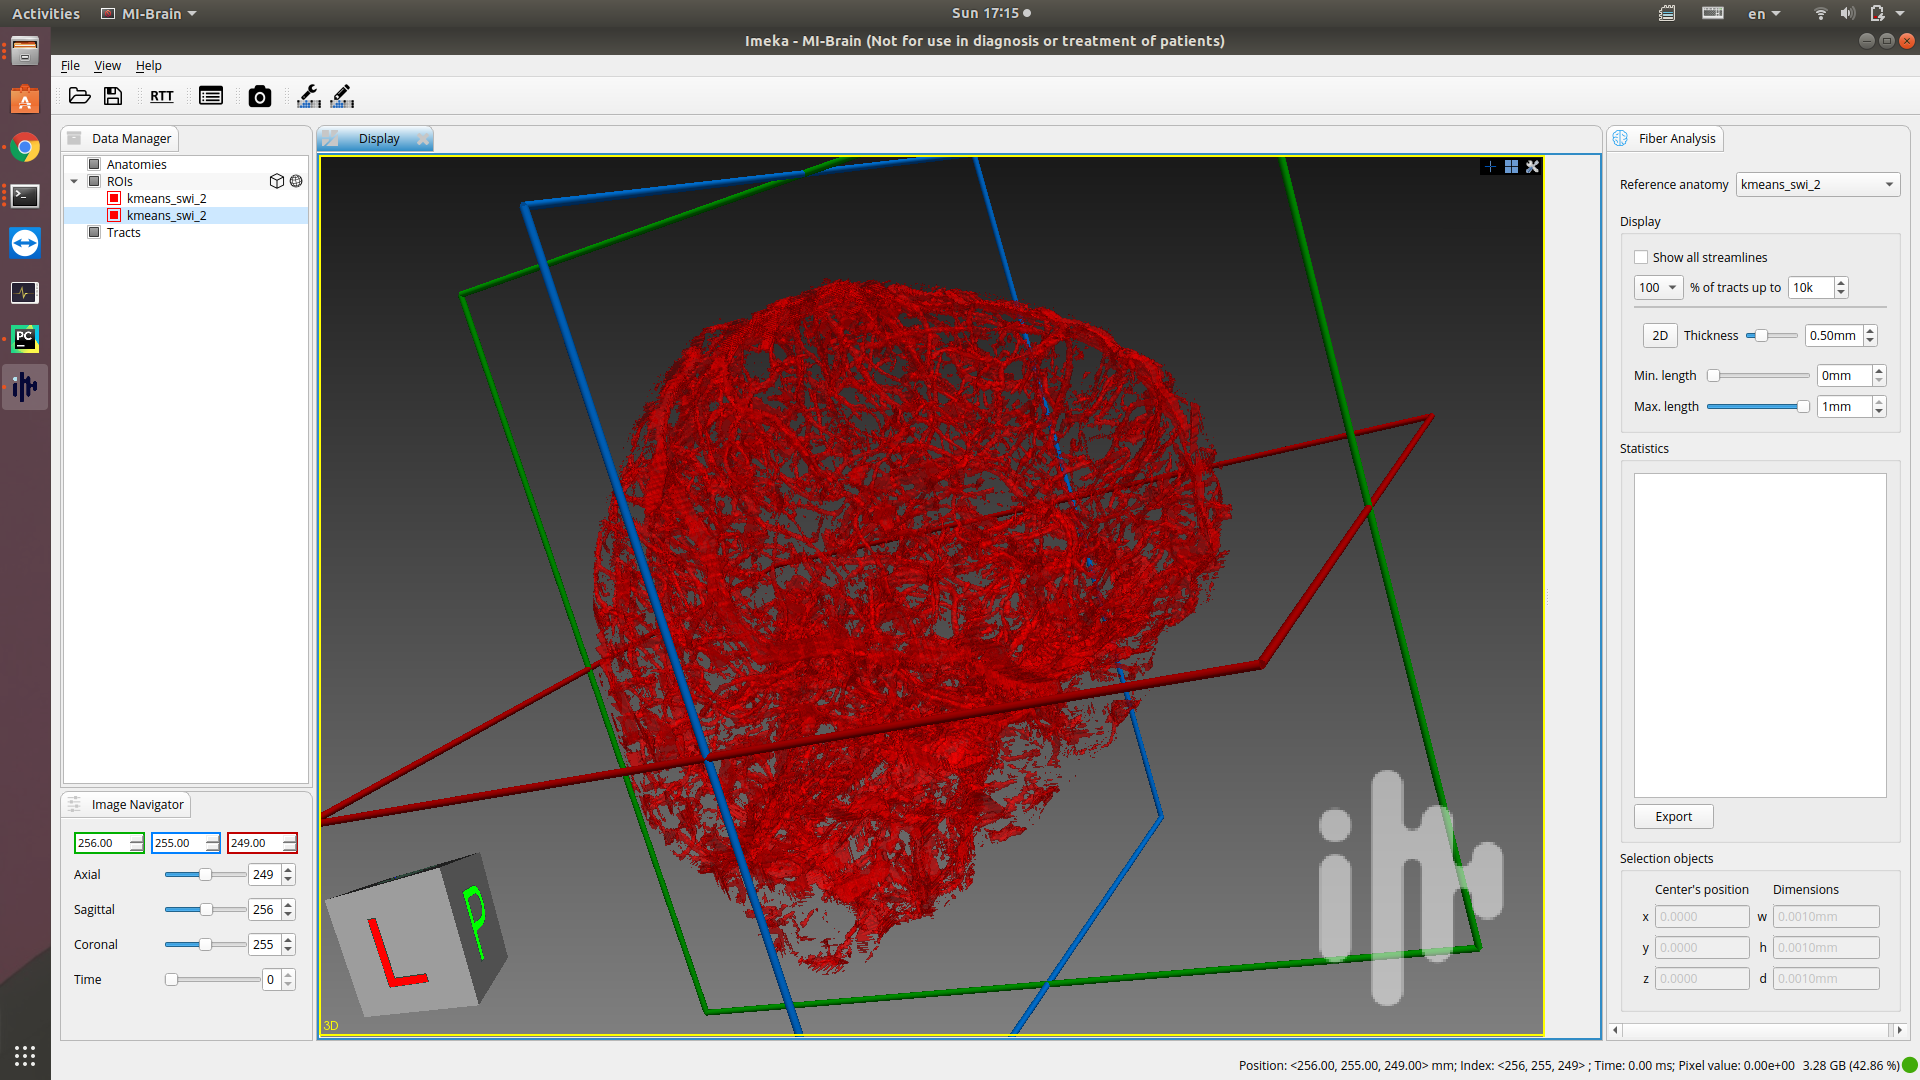 Activities MI-Brain Sun 17:15 en
Imeka - MI-Brain (Not for use in diagnosis or treatment of patients)
File View Help
RTT
Data Manager
Anatomies
ROIs
kmeans_swi_2
kmeans_swi_2
Tracts
Display
3D
L P
ihr
Image Navigator
256.00 255.00 249.00
Axial 249
Sagittal 256
Coronal 255
Time 0
Fiber Analysis
Reference anatomy kmeans_swi_2
Display
Show all streamlines
100 % of tracts up to 10k
2D Thickness 0.50mm
Min. length 0mm
Max. length 1mm
Statistics
Export
Selection objects
Center's position Dimensions
x 0.0000 w 0.0010mm
y 0.0000 h 0.0010mm
z 0.0000 d 0.0010mm
Position: <256.00, 255.00, 249.00> mm; Index: <256, 255, 249> ; Time: 0.00 ms; Pixel value: 0.00e+00 3.28 GB (42.86 %)
PC